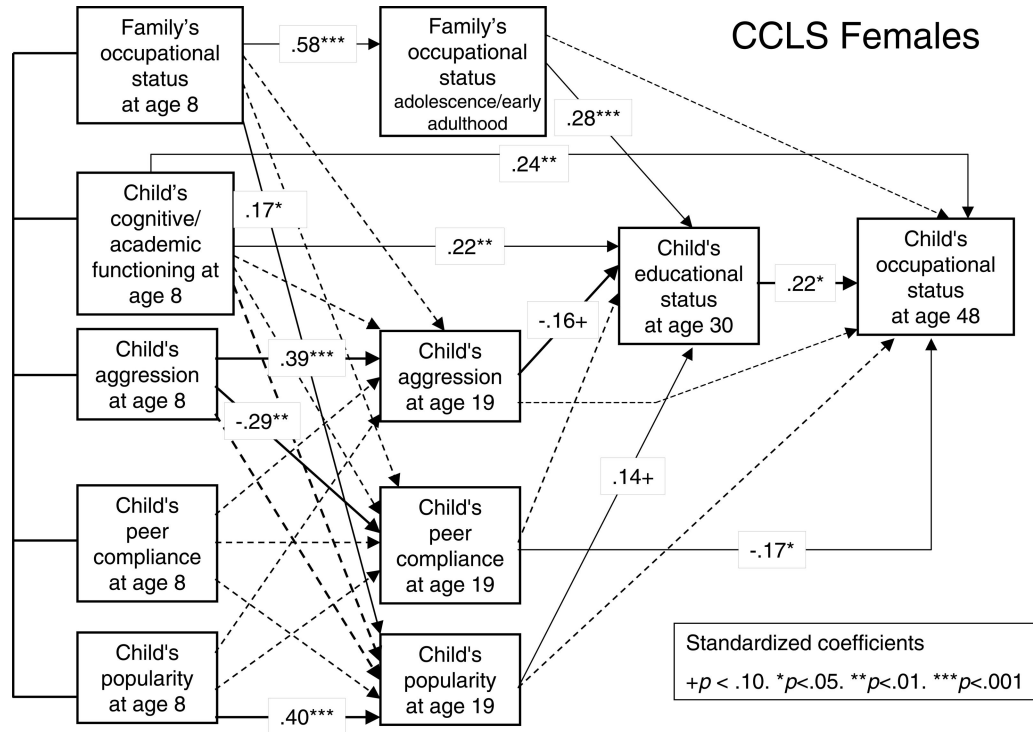 CCLS Females
Family's
occupational
status
at age 8
.58***
Family's
occupational
status
adolescence/early
adulthood
.28***
.24**
Child's
cognitive/
academic
functioning at
age 8
.17*
.22**
Child's
educational
status
at age 30
.22*
Child's
occupational
status
at age 48
-.16+
Child's
aggression
at age 8
.39***
Child's
aggression
at age 19
-.29**
.14+
Child's
peer
compliance
at age 8
Child's
peer
compliance
at age 19
-.17*
Child's
popularity
at age 8
.40***
Child's
popularity
at age 19
Standardized coefficients
+p < .10. *p<.05. **p<.01. ***p<.001